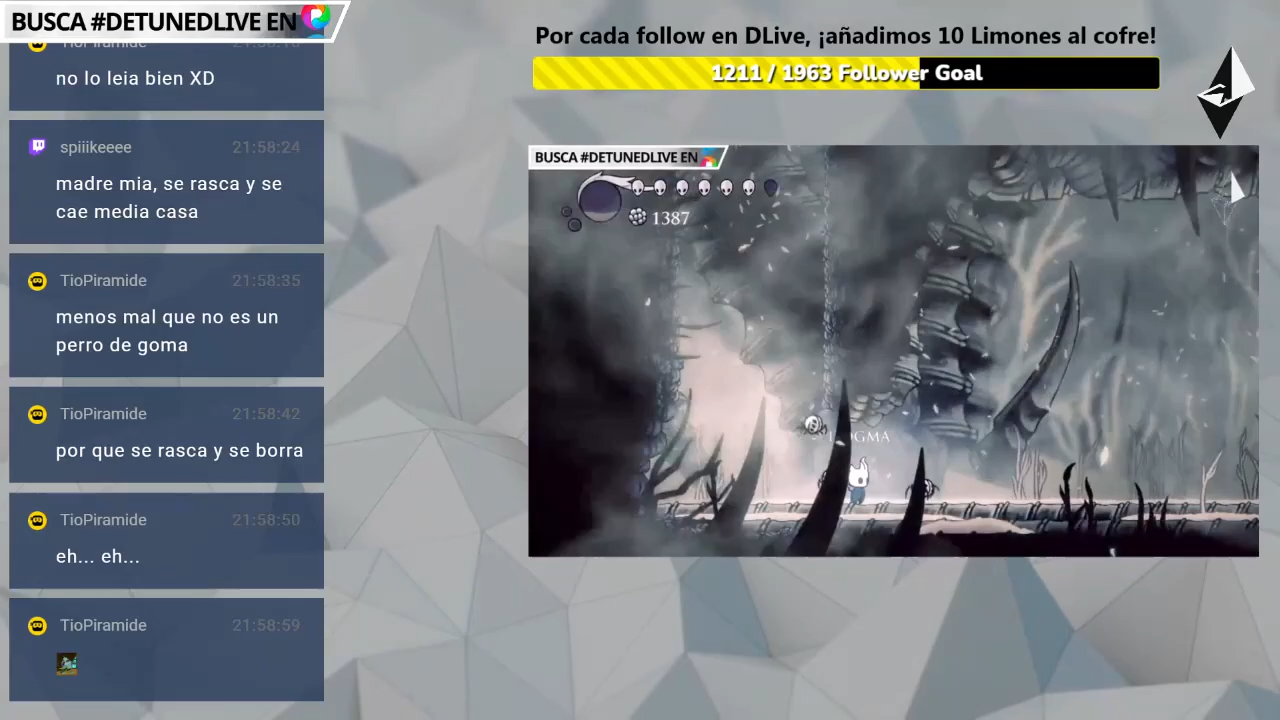 BUSCA #DETUNEDLIVE EN
TioPiramide
no lo leia bien XD
spiiikeeee 21:58:24
madre mia, se rasca y se
cae media casa
TioPiramide 21:58:35
menos mal que no es un
perro de goma
TioPiramide 21:58:42
por que se rasca y se borra
TioPiramide 21:58:50
eh... eh...
TioPiramide 21:58:59
Por cada follow en DLive, ¡añadimos 10 Limones al cofre!
1211 / 1963 Follower Goal
BUSCA #DETUNEDLIVE EN
1387